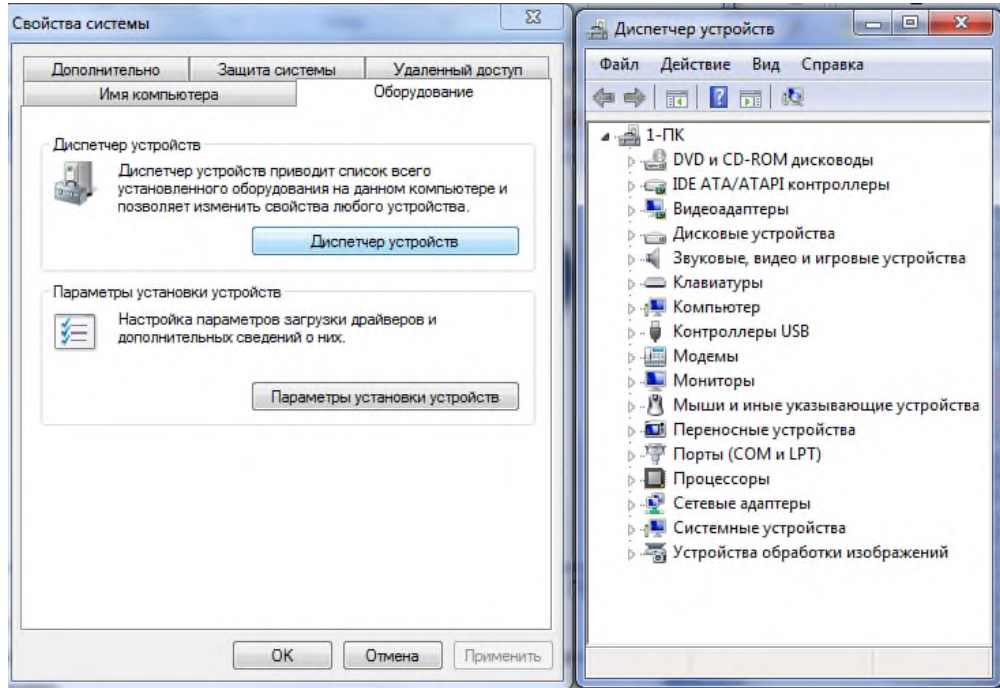 Свойства системы
Дополнительно
Защита системы
Удаленный доступ
Имя компьютера
Оборудование
Диспетчер устройств
Диспетчер устройств приводит список всего
установленного оборудования на данном компьютере и
позволяет изменить свойства любого устройства.
Диспетчер устройств
Параметры установки устройств
Настройка параметров загрузки драйверов и
дополнительных сведений о них.
Параметры установки устройств
ОК
Отмена
Применить
Диспетчер устройств
Файл Действие Вид Справка
1-ПК
DVD и CD-ROM дисководы
IDE ATA/ATAPI контроллеры
Видеоадаптеры
Дисковые устройства
Звуковые, видео и игровые устройства
Клавиатуры
Компьютер
Контроллеры USB
Модемы
Мониторы
Мыши и иные указывающие устройства
Переносные устройства
Порты (COM и LPT)
Процессоры
Сетевые адаптеры
Системные устройства
Устройства обработки изображений